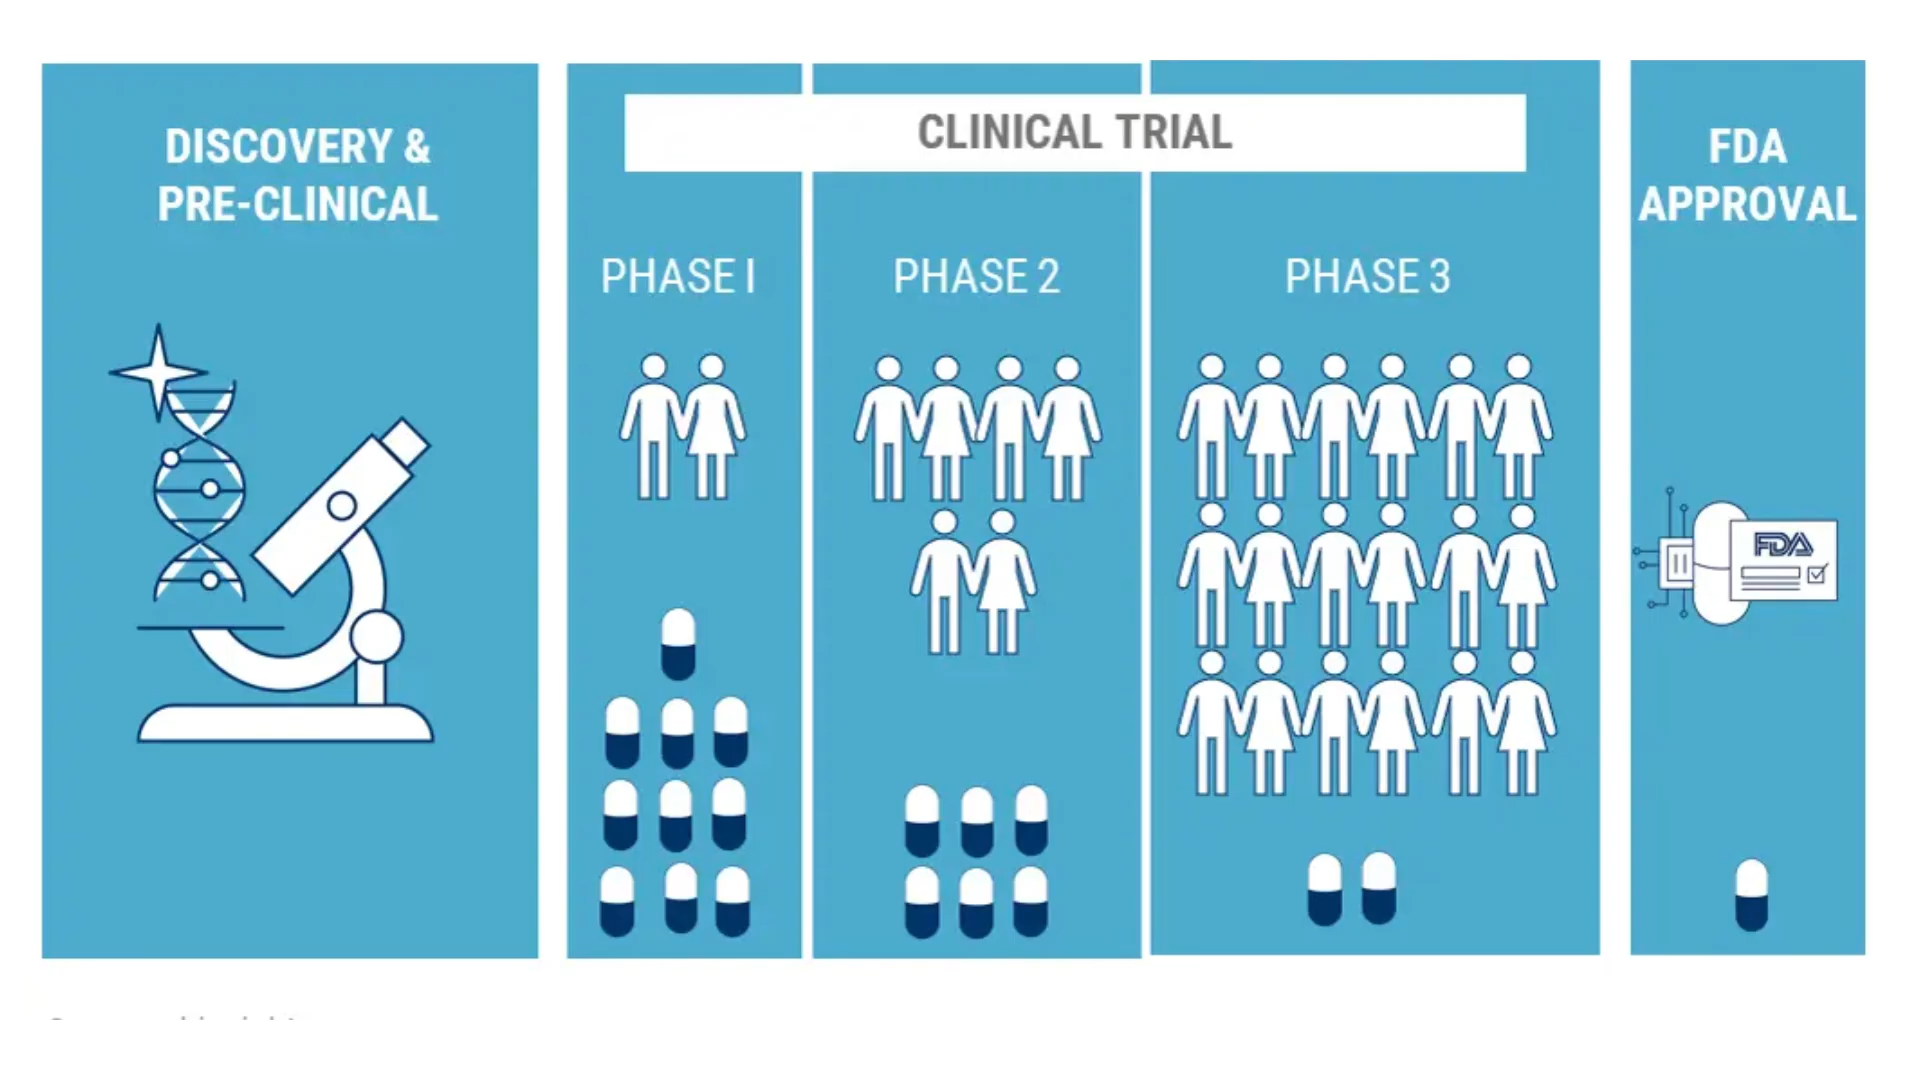 DISCOVERY &
PRE-CLINICAL
CLINICAL TRIAL
PHASE I
PHASE 2
PHASE 3
FDA
APPROVAL
FDA